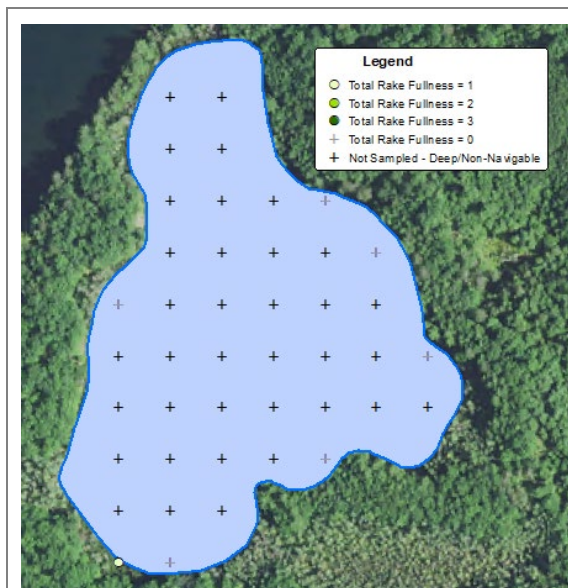 Legend
Total Rake Fullness = 1
Total Rake Fullness = 2
Total Rake Fullness = 3
Total Rake Fullness = 0
Not Sampled - Deep/Non-Navigable